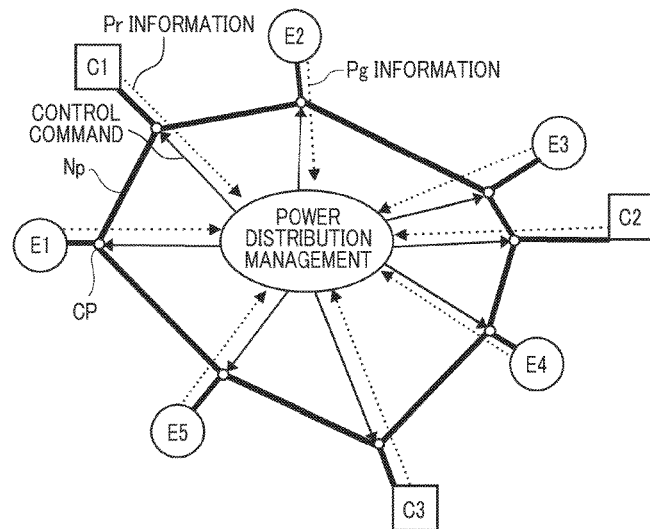 Pr INFORMATION
E2
C1
Pg INFORMATION
CONTROL
COMMAND
E3
Np
POWER
DISTRIBUTION
MANAGEMENT
C2
E1
CP
E4
E5
C3